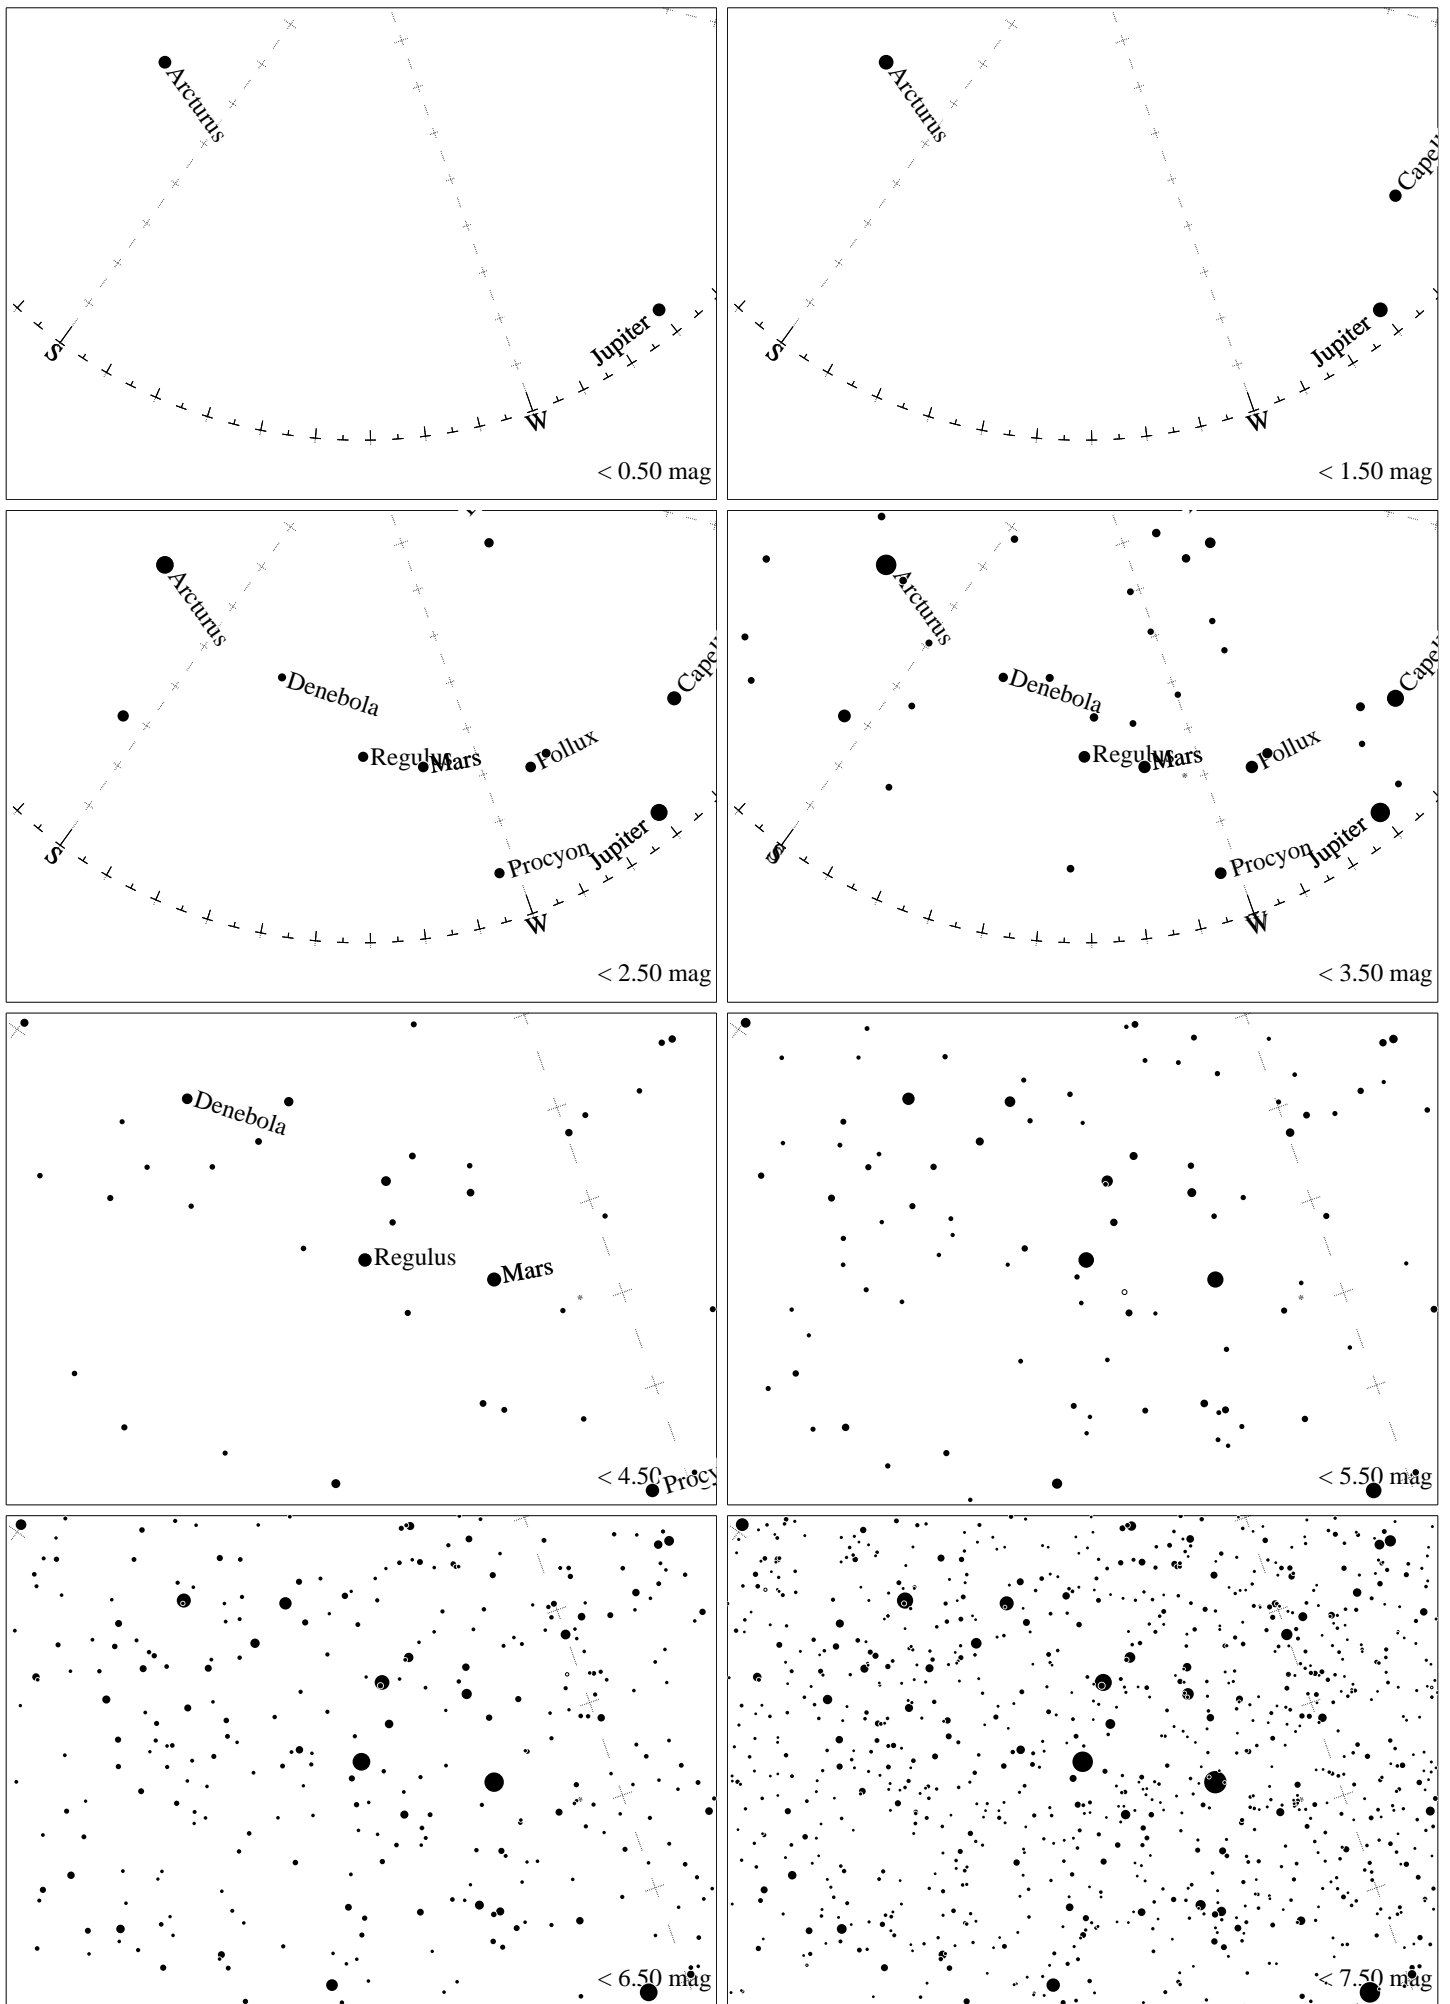 Arcturus
Jupiter
S
W
< 0.50 mag
Arcturus
Jupiter
S
W
< 1.50 mag
Arcturus
Denebola
Regulus
Mars
Pollux
Procyon
Jupiter
S
W
< 2.50 mag
Arcturus
Denebola
Regulus
Mars
Pollux
Procyon
Jupiter
S
W
< 3.50 mag
Denebola
Regulus
Mars
< 4.50
< 5.50 mag
< 6.50 mag
< 7.50 mag